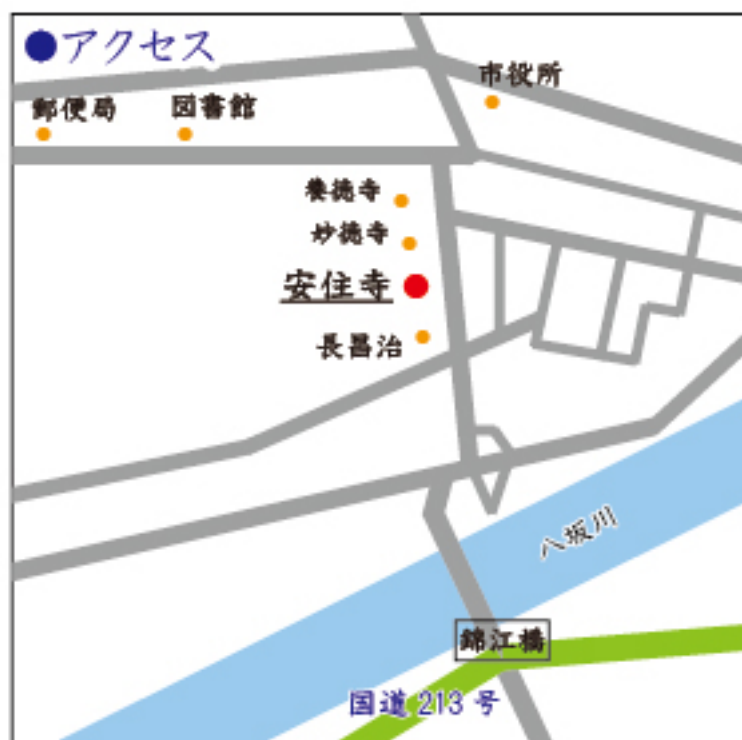 ●アクセス
市役所
郵便局
図書館
養徳寺
妙徳寺
安住寺
長昌治
八坂川
錦江橋
国道 213 号